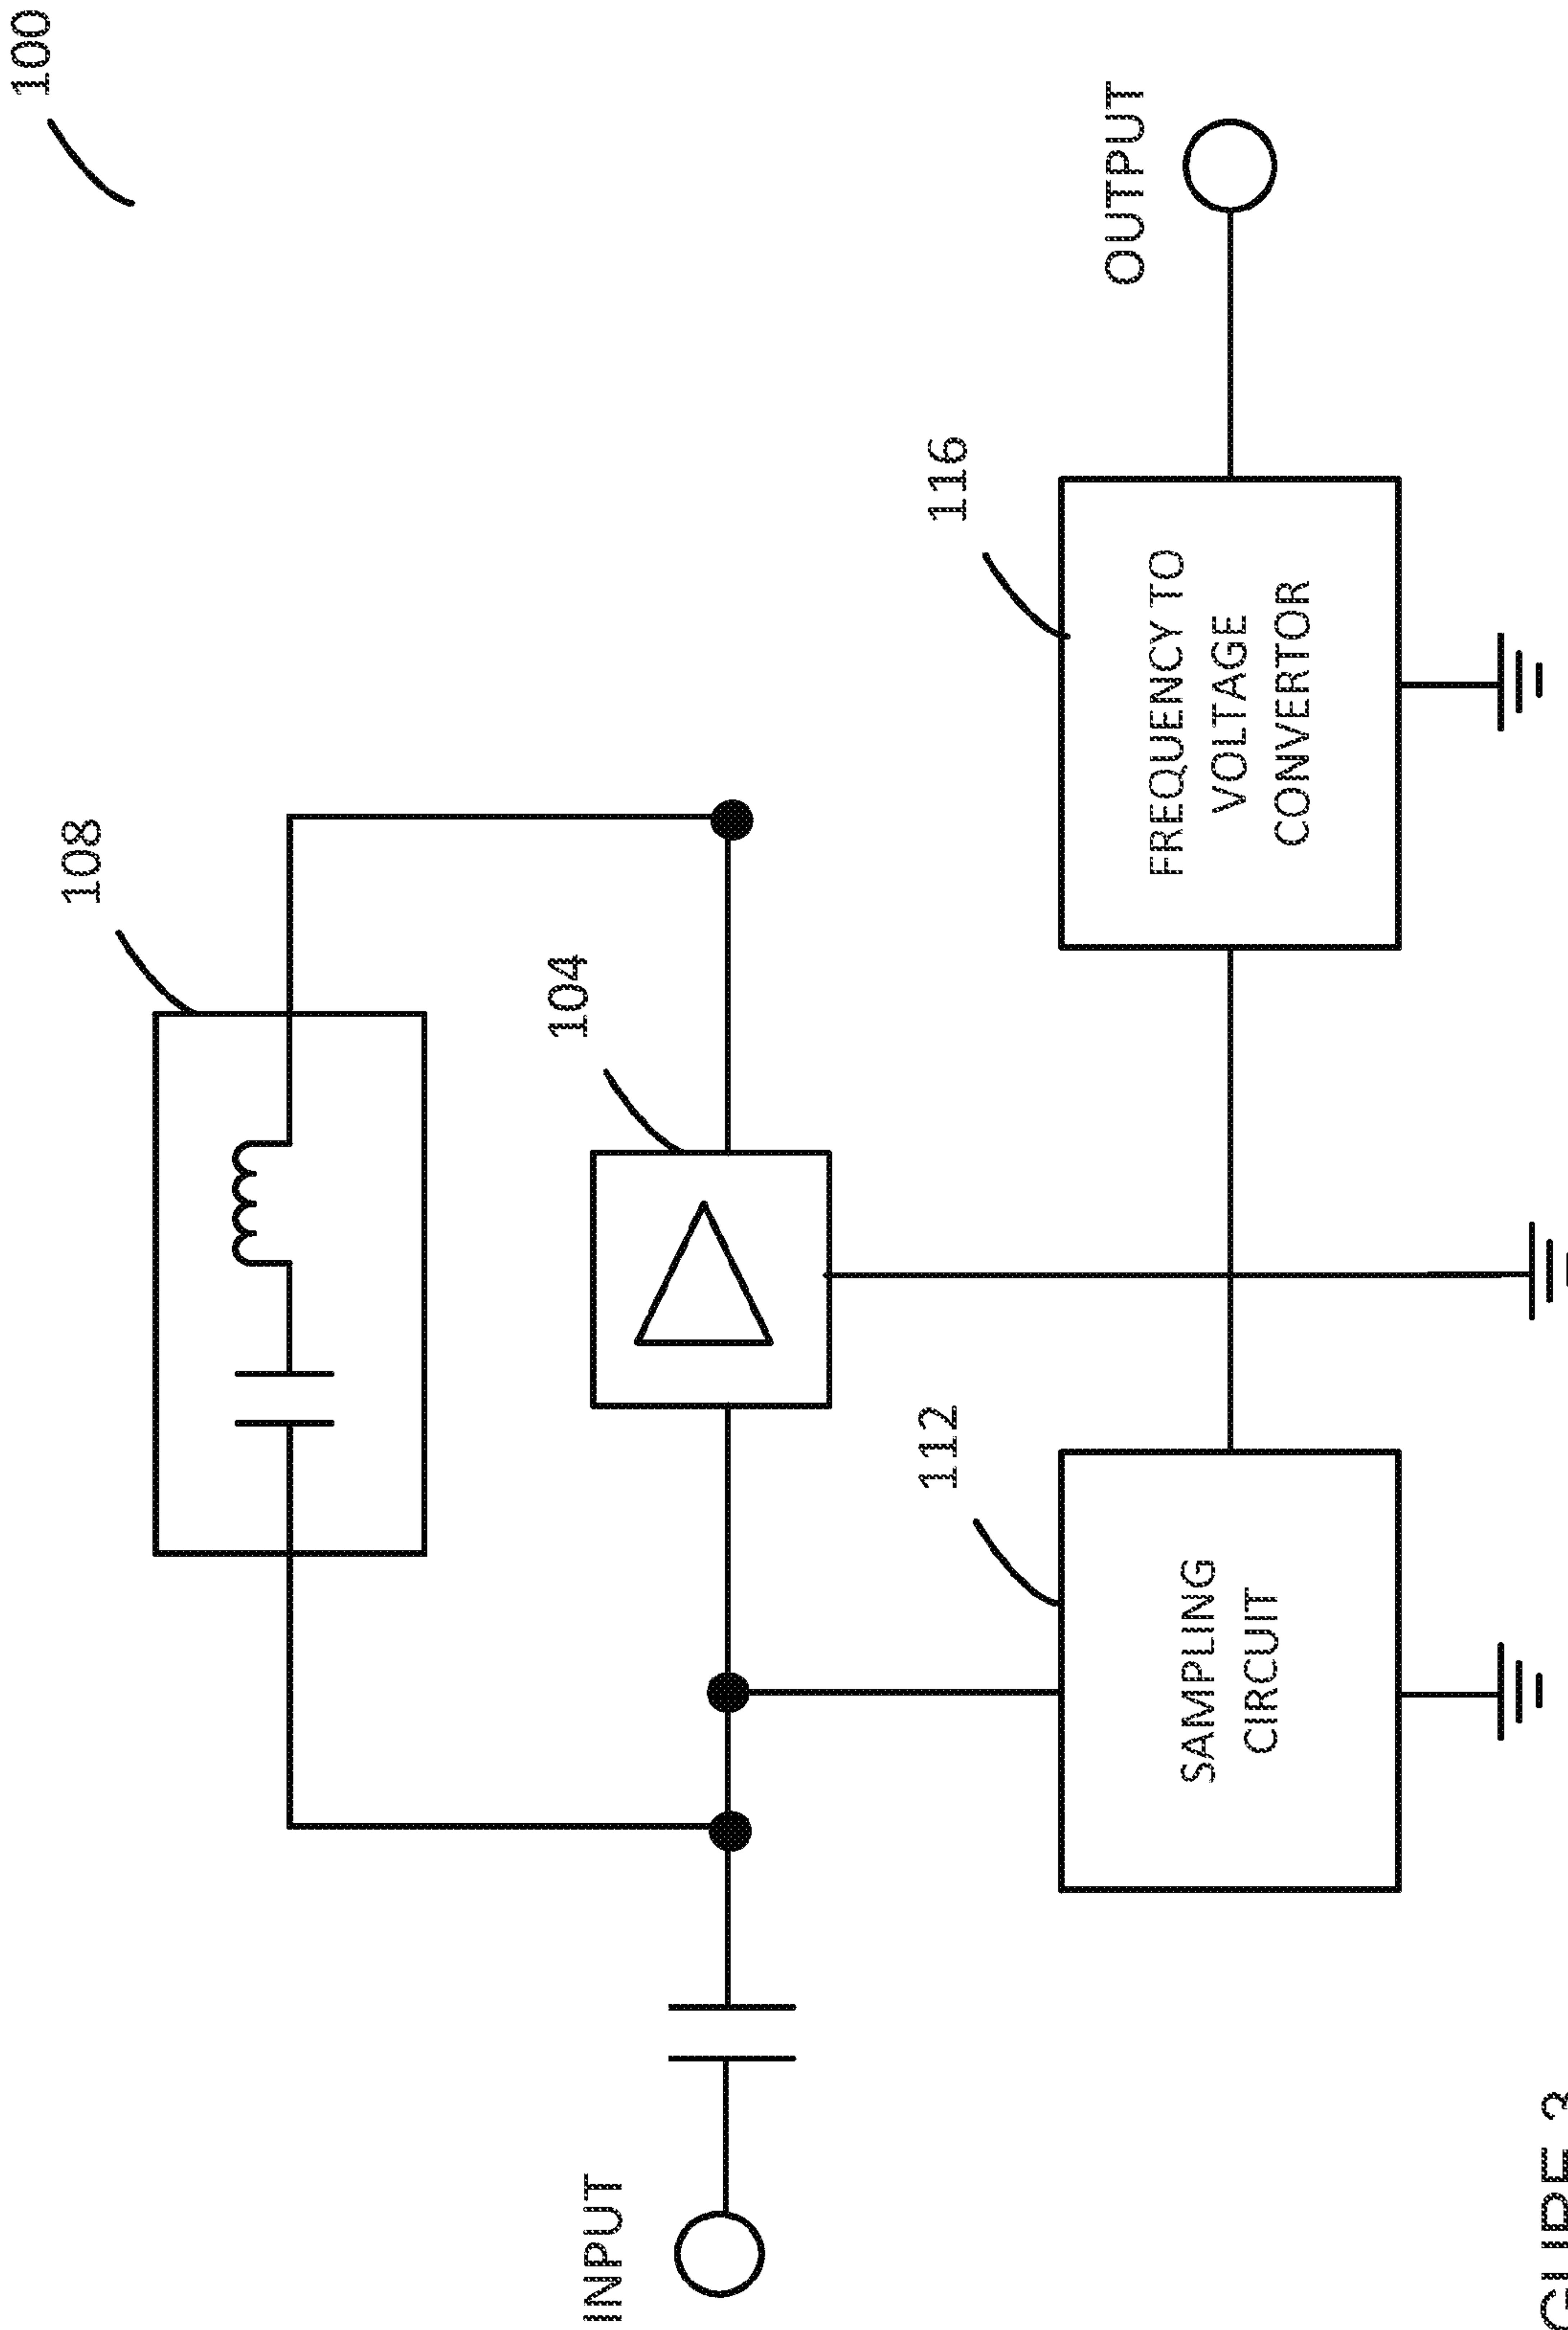 100
108
104
INPUT
112
SAMPLING
CIRCUIT
116
FREQUENCY TO
VOLTAGE
CONVERTOR
OUTPUT